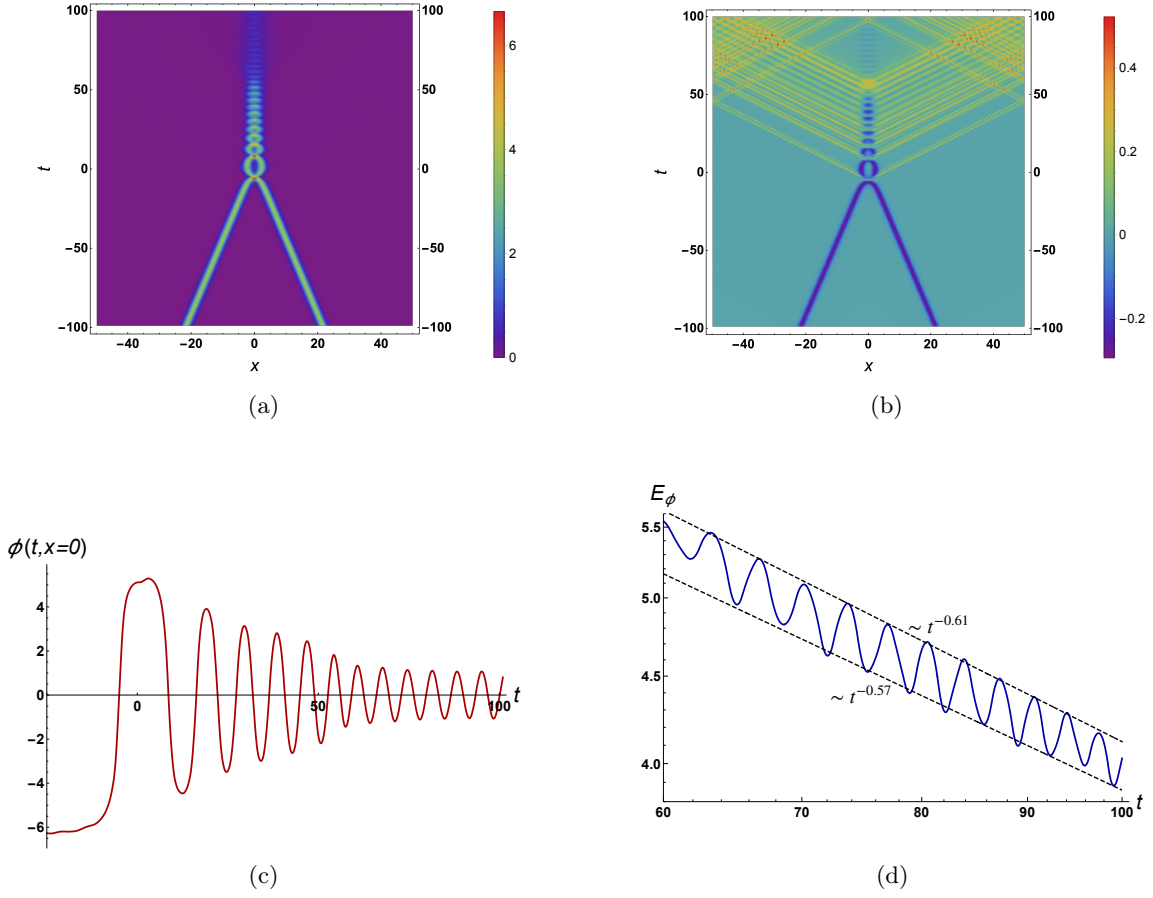 100 100 100 100
6
0.4
50 50 50 50
0.2
4
t 0 0 t 0 0
0
2
−50 −50 −50 −50
−0.2
−100 −100 0 −100 −100
−40 −20 0 20 40 −40 −20 0 20 40
x x
(a) (b)
ϕ(t,x=0)
4
2
0
−2
−4
−6
0 50 100 t
(c)
E_ϕ
5.5
5.0
4.5
4.0
∼ t^{−0.61}
∼ t^{−0.57}
60 70 80 90 100 t
(d)